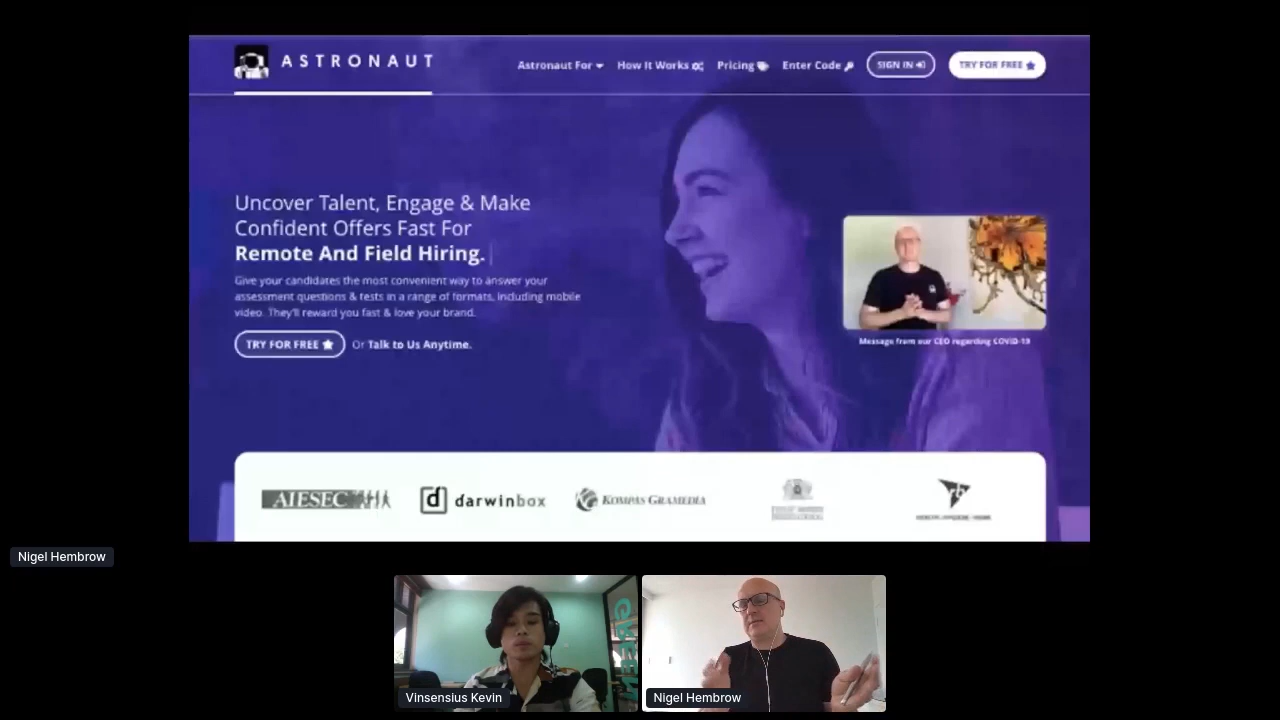 ASTRONAUT
Astronaut For
How It Works
Pricing
Enter Code
SIGN IN
TRY FOR FREE
Uncover Talent, Engage & Make
Confident Offers Fast For
Remote And Field Hiring.
Give your candidates the most convenient way to answer your
assessment questions & tests in a range of formats, including mobile
video. They'll reward you fast & love your brand.
TRY FOR FREE
Or Talk to Us Anytime.
Message from our CEO regarding COVID-19
AIESEC
darwinbox
KOMPAS GRAMEDIA
rb
Nigel Hembrow
GREEN
Vinsensius Kevin
Nigel Hembrow